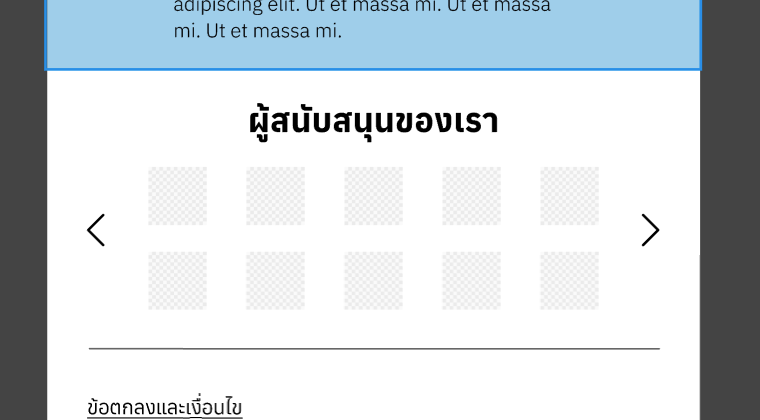 adipiscing elit. Ut et massa mi. Ut et massa
mi. Ut et massa mi.
ผู้สนับสนุนของเรา
ข้อตกลงและเงื่อนไข